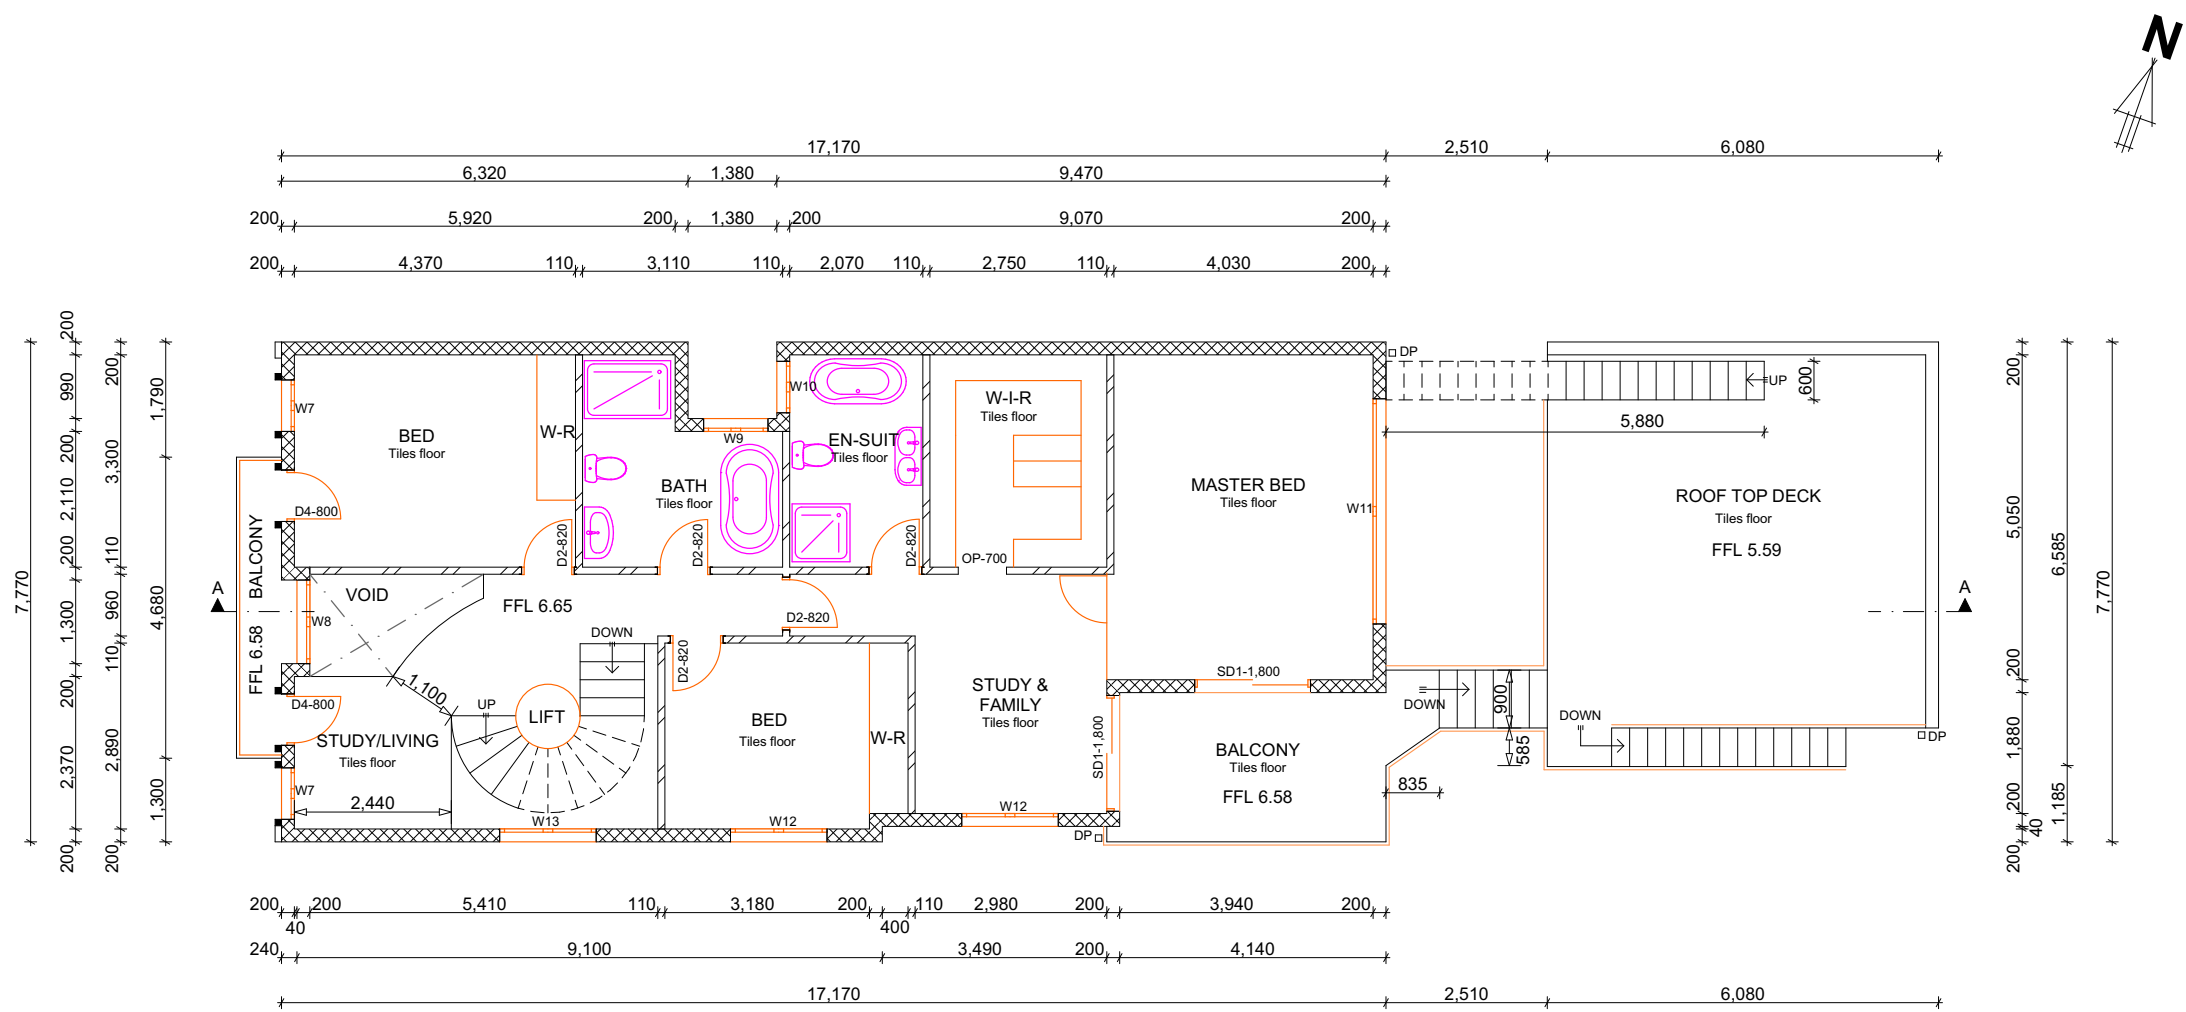 N
17,170 2,510 6,080
6,320 1,380 9,470
200 5,920 200 1,380 200 9,070 200
200 4,370 110 3,110 110 2,070 110 2,750 110 4,030 200
7,770
200 990 200 2,110 200 1,300 200 2,370 200
200 3,300 110 960 110 2,890 200
1,790 4,680 1,300
W7
BED
Tiles floor
W-R
D4-800
D2-820
BATH
Tiles floor
D2-820
W9
W10
EN-SUIT
Tiles floor
D2-820
W-I-R
Tiles floor
OP-700
MASTER BED
Tiles floor
W11
DP
UP
600
5,880
ROOF TOP DECK
Tiles floor
FFL 5.59
BALCONY
FFL 6.58
A
W8
VOID
FFL 6.65
DOWN
D2-820
D2-820
1,100
UP
LIFT
D4-800
STUDY/LIVING
Tiles floor
W7
2,440
W13
BED
Tiles floor
W-R
W12
STUDY &
FAMILY
Tiles floor
W12
SD1-1,800
SD1-1,800
BALCONY
Tiles floor
FFL 6.58
DP
DOWN
900
585
835
DOWN
DP
A
200 5,050 200 1,880 1,200 40 200
6,585 1,185
7,770
200 200 5,410 110 3,180 200 110 2,980 200 3,940 200
40 400
240 9,100 3,490 200 4,140
17,170 2,510 6,080